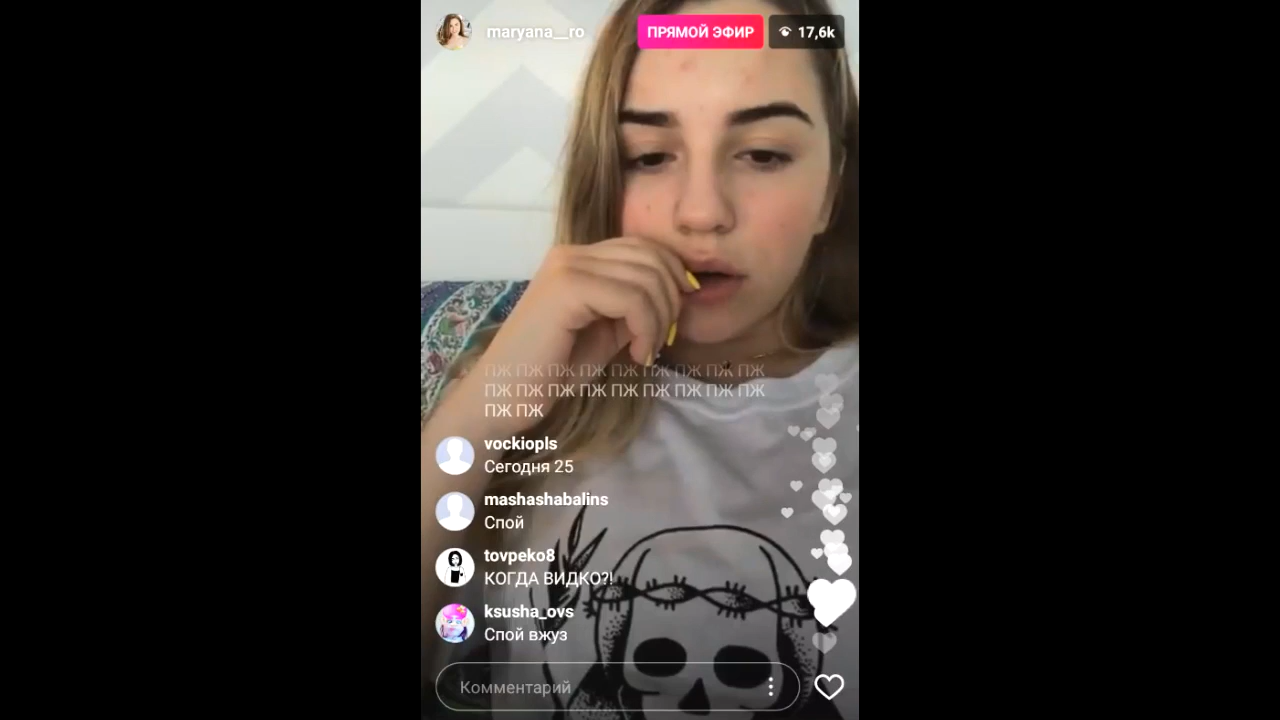 maryana__ro
ПРЯМОЙ ЭФИР
17,6k
ПЖ ПЖ ПЖ ПЖ ПЖ ПЖ ПЖ ПЖ ПЖ
ПЖ ПЖ ПЖ ПЖ ПЖ ПЖ ПЖ ПЖ ПЖ
ПЖ ПЖ
vockiopls
Сегодня 25
mashashabalins
Спой
tovpeko8
КОГДА ВИДКО?!
ksusha_ovs
Спой вжуз
Комментарий